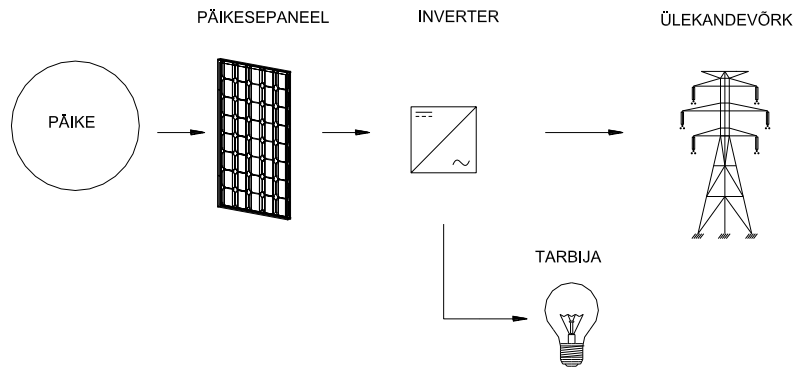 PÄIKESEPANEEL
INVERTER
ÜLEKANDEVÕRK
PÄIKE
TARBIJA